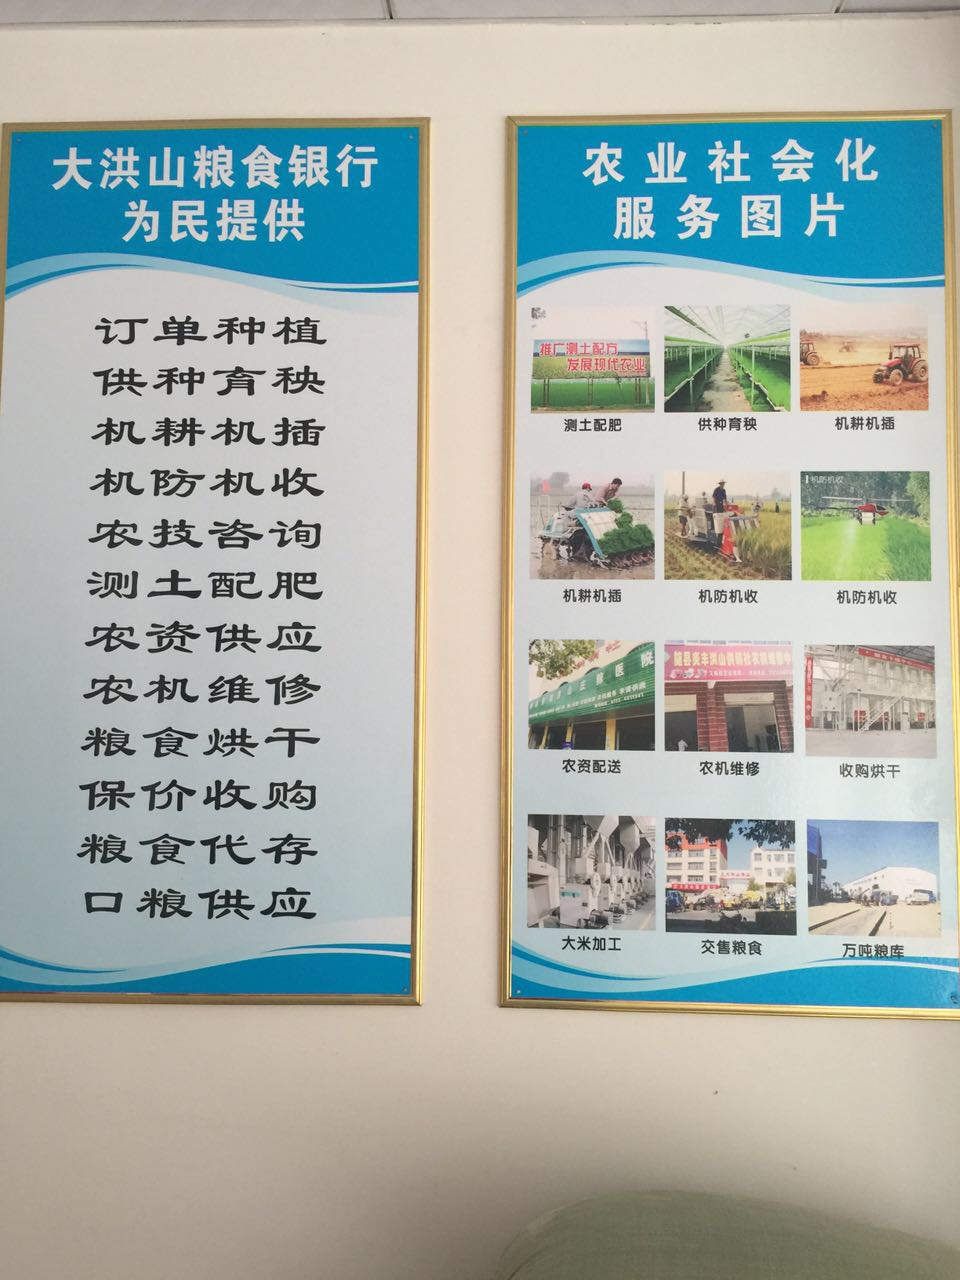 大洪山粮食银行
为民提供
订单种植
供种育秧
机耕机插
机防机收
农技咨询
测土配肥
农资供应
农机维修
粮食烘干
保价收购
粮食代存
口粮供应
农业社会化
服务图片
推广测土配方
发展现代农业
测土配肥
供种育秧
机耕机插
机防机收
机耕机插
机防机收
机防机收
医院
农资配送
农机维修
收购烘干
大米加工
交售粮食
万吨粮库